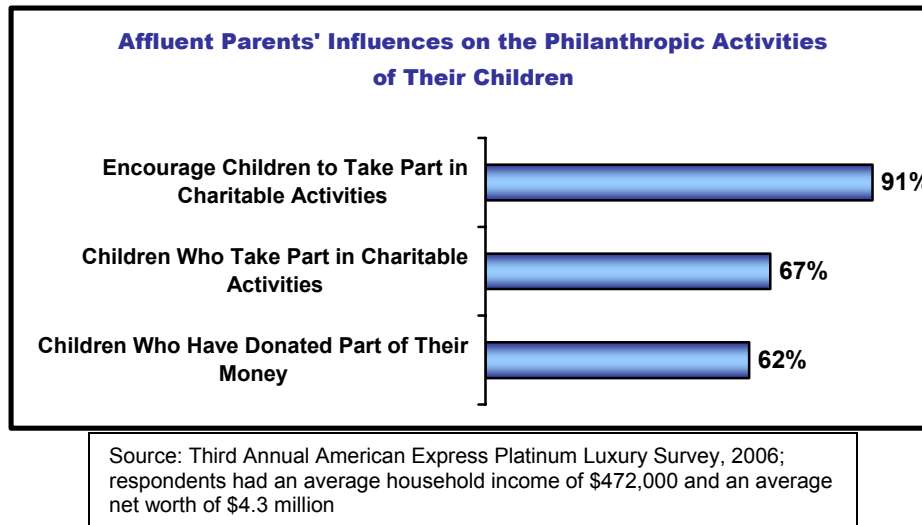 Affluent Parents' Influences on the Philanthropic Activities
of Their Children
Encourage Children to Take Part in
Charitable Activities
91%
Children Who Take Part in Charitable
Activities
67%
Children Who Have Donated Part of Their
Money
62%
Source: Third Annual American Express Platinum Luxury Survey, 2006;
respondents had an average household income of $472,000 and an average
net worth of $4.3 million